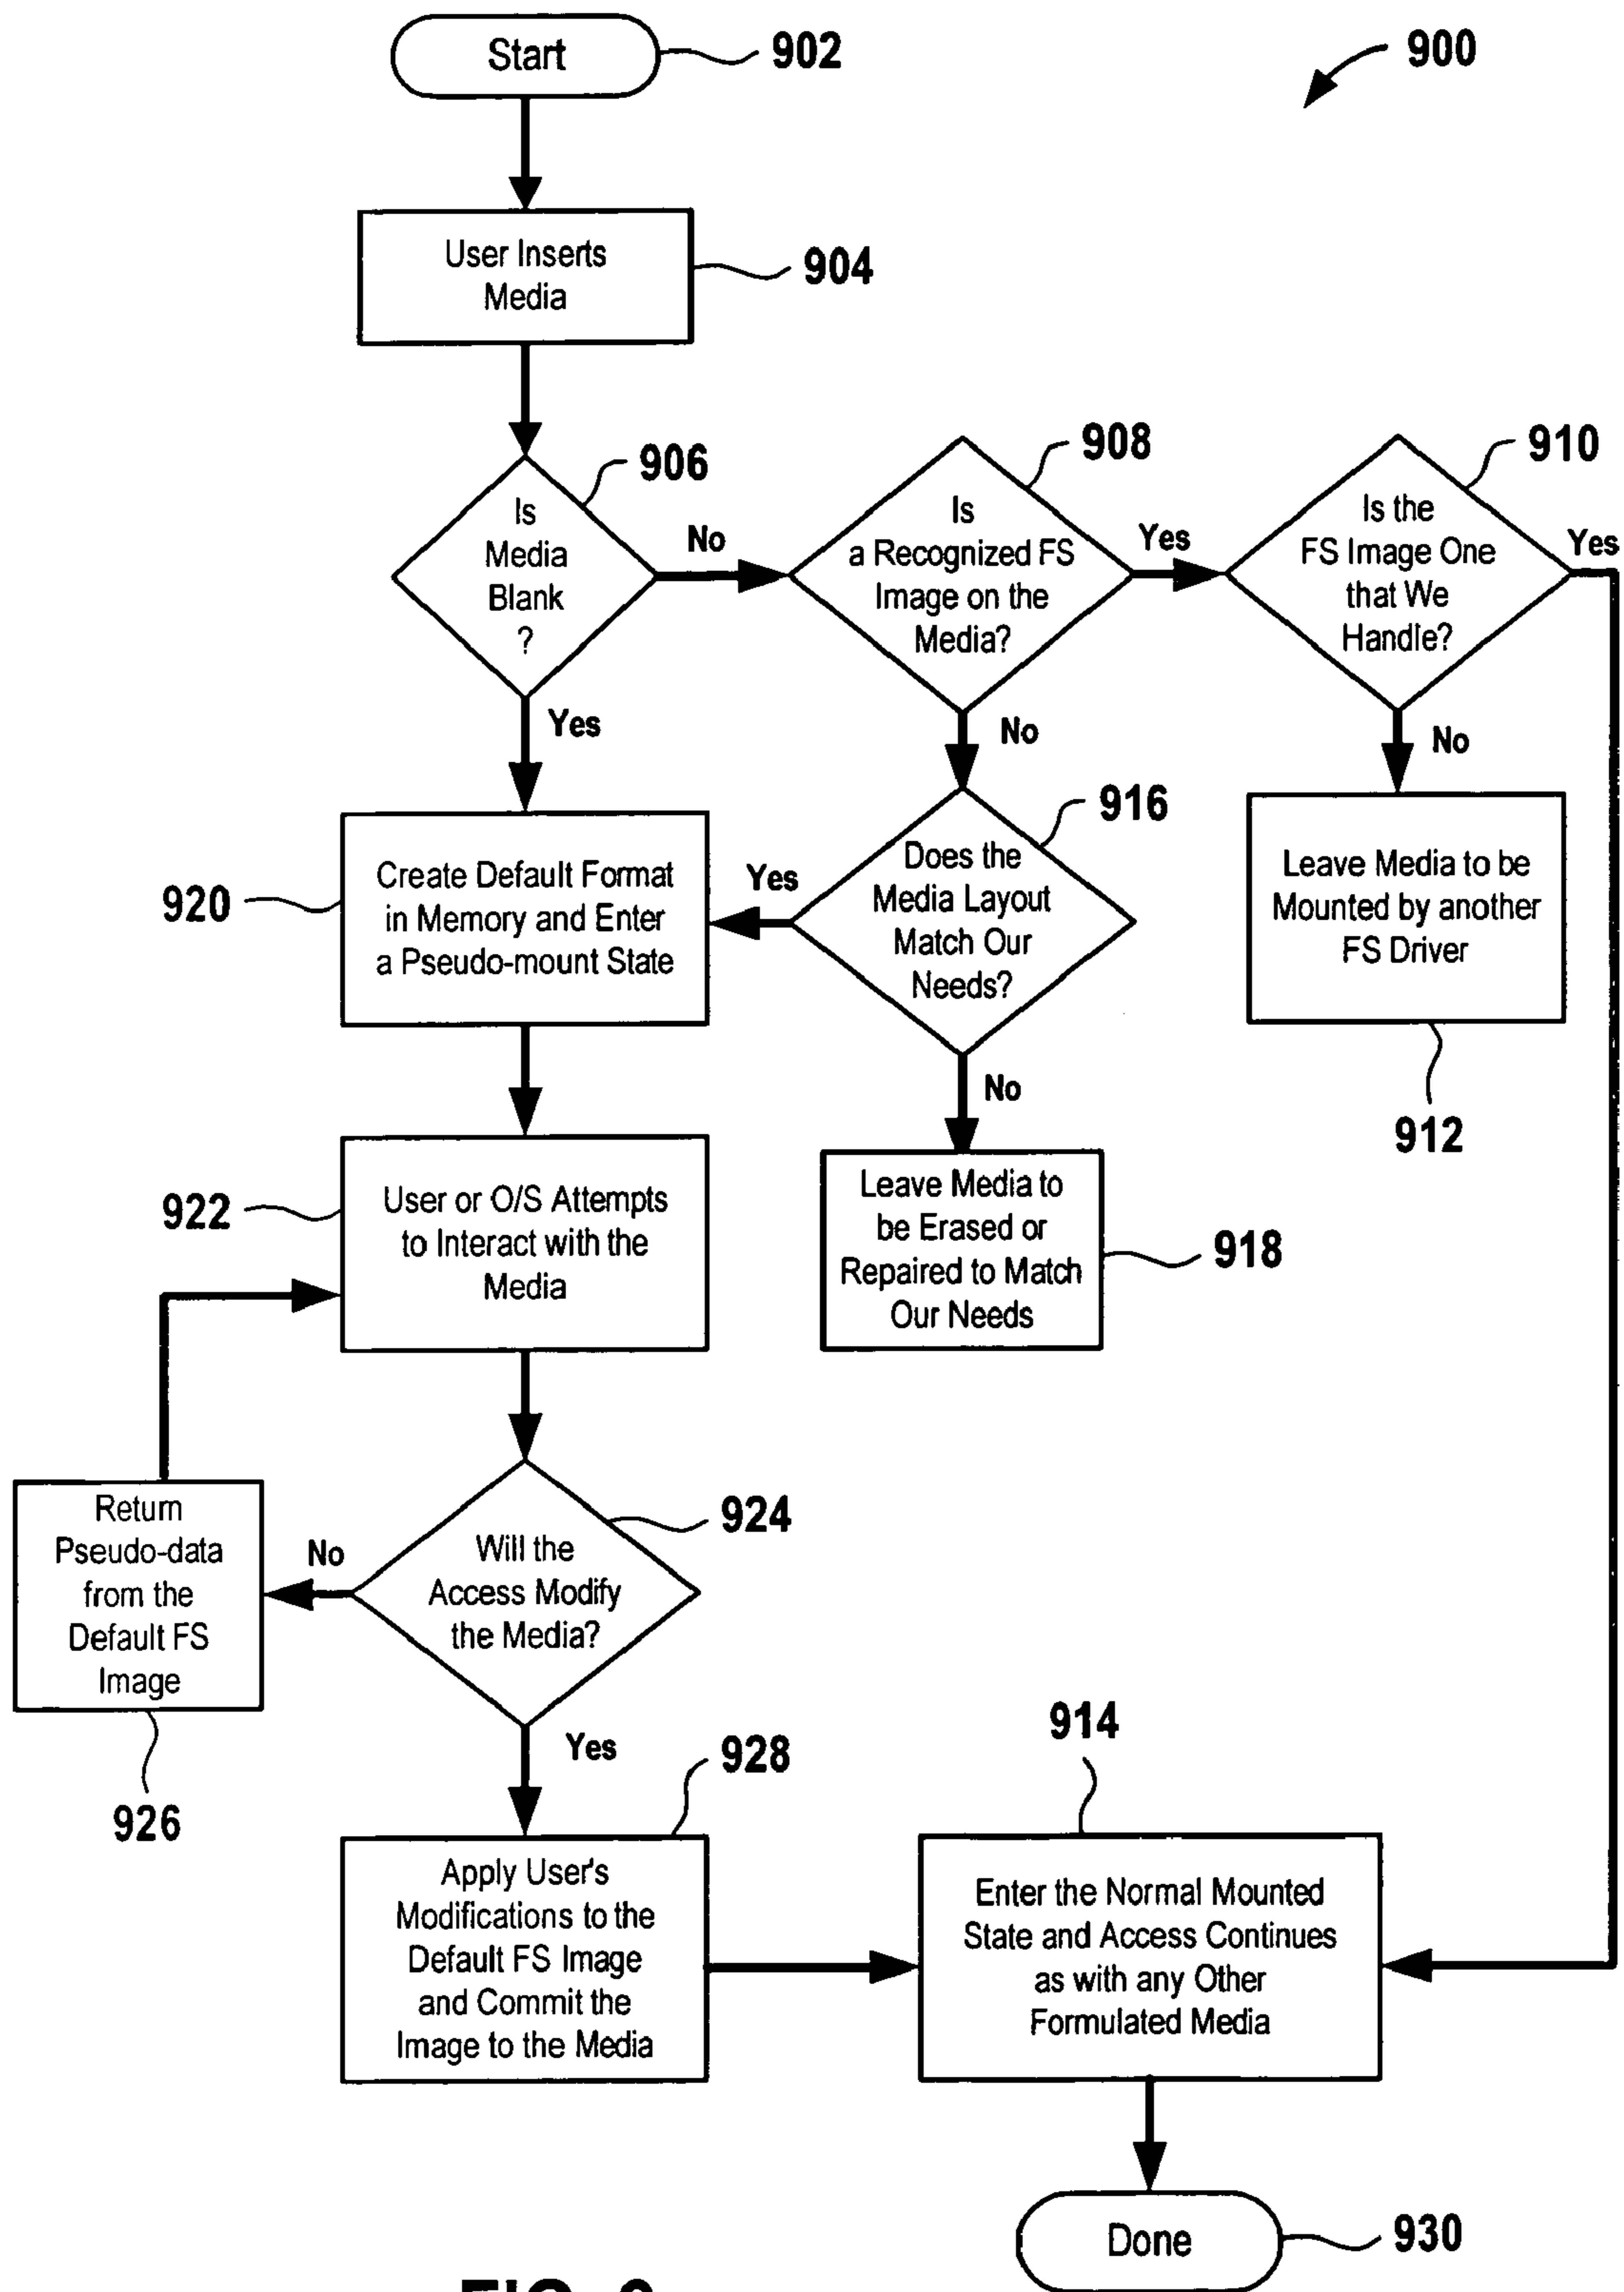 Start
902
900
User Inserts
Media
904
Is
Media
Blank
?
906
No
Yes
Is
a Recognized FS
Image on the
Media?
908
Yes
No
Is the
FS Image One
that We
Handle?
910
Yes
No
Leave Media to be
Mounted by another
FS Driver
912
Does the
Media Layout
Match Our
Needs?
916
Yes
No
Create Default Format
in Memory and Enter
a Pseudo-mount State
920
Leave Media to
be Erased or
Repaired to Match
Our Needs
918
User or O/S Attempts
to Interact with the
Media
922
Will the
Access Modify
the Media?
924
No
Yes
Return
Pseudo-data
from the
Default FS
Image
926
Apply User's
Modifications to the
Default FS Image
and Commit the
Image to the Media
928
914
Enter the Normal Mounted
State and Access Continues
as with any Other
Formulated Media
Done
930